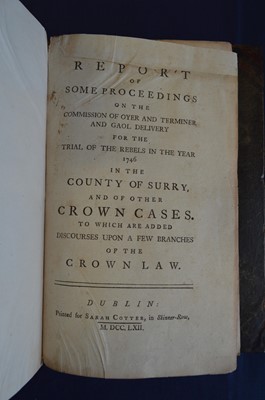 A
REPORT
OF
SOME PROCEEDINGS
ON THE
COMMISSION OF OYER AND TERMINER
AND GAOL DELIVERY
FOR THE
TRIAL OF THE REBELS IN THE YEAR
1746
IN THE
COUNTY OF SURRY,
AND OF OTHER
CROWN CASES.
TO WHICH ARE ADDED
DISCOURSES UPON A FEW BRANCHES
OF THE
CROWN LAW.
DUBLIN:
Printed for SARAH COTTER, in Skinner-Row,
M. DCC. LXII.